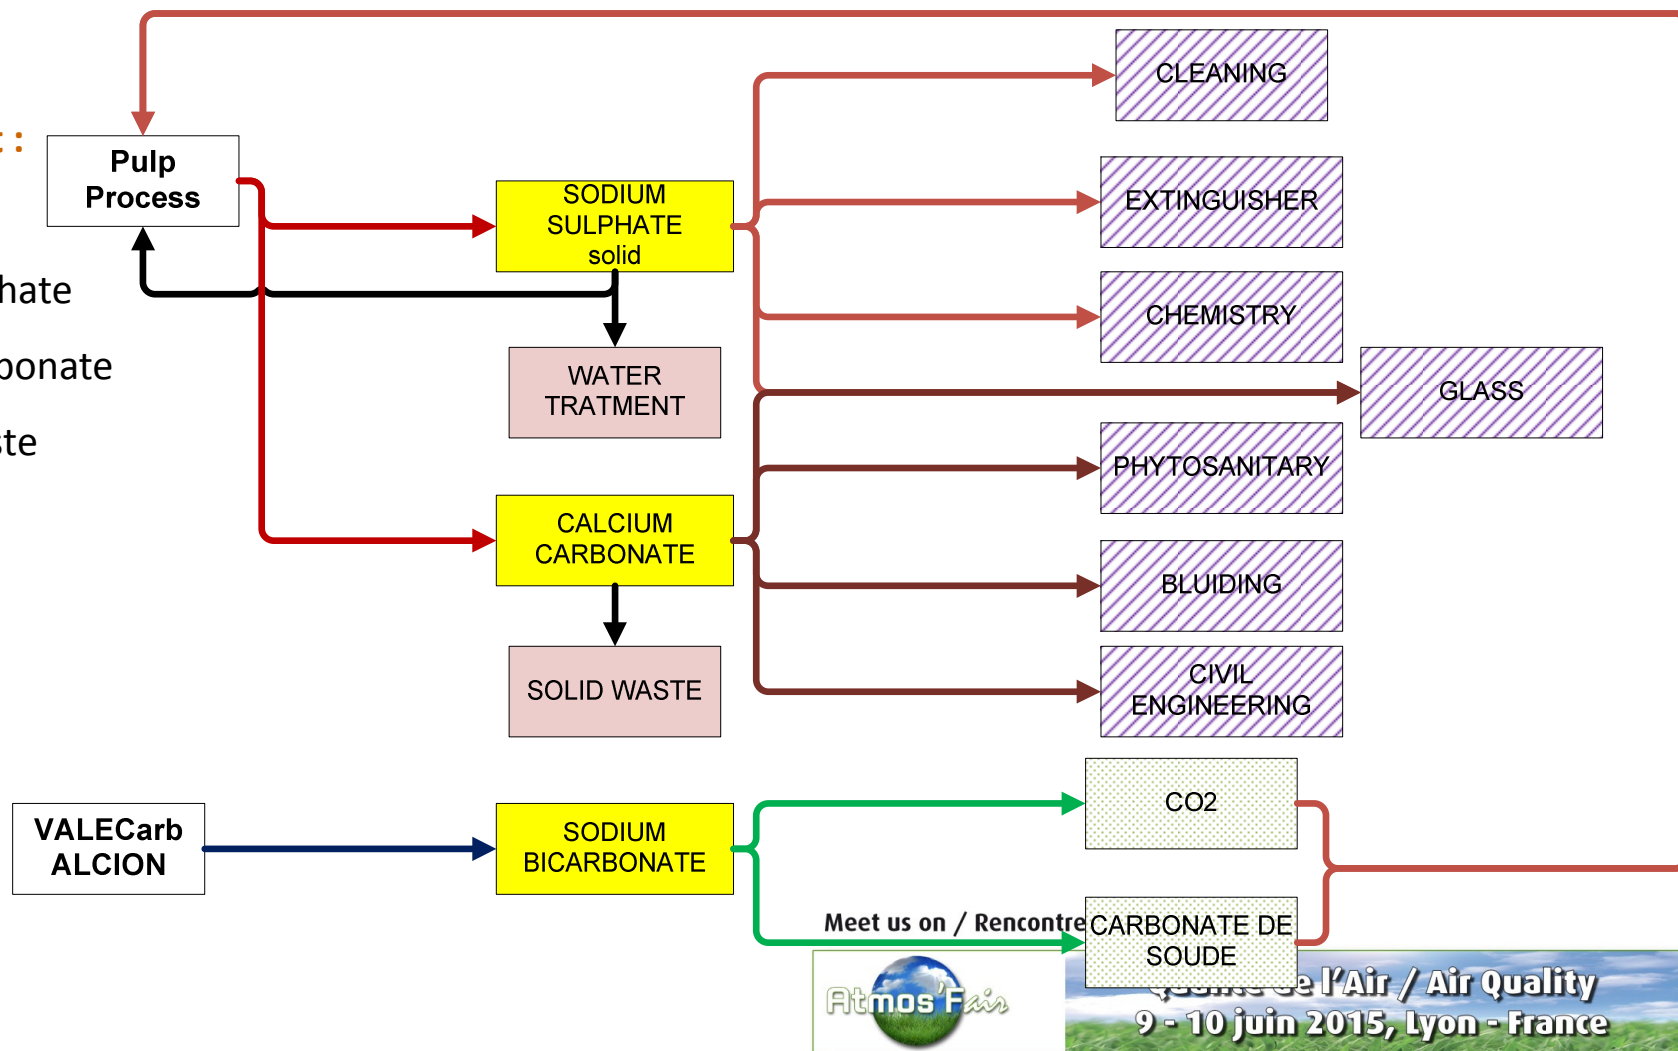 :
Pulp
Process
hate
bonate
ste
SODIUM
SULPHATE
solid
WATER
TRATMENT
CALCIUM
CARBONATE
SOLID WASTE
CLEANING
EXTINGUISHER
CHEMISTRY
GLASS
PHYTOSANITARY
BLUIDING
CIVIL
ENGINEERING
VALECarb
ALCION
SODIUM
BICARBONATE
CO2
CARBONATE DE
SOUDE
Meet us on / Rencontre
Atmos'Fair
de l'Air / Air Quality
9 - 10 juin 2015, Lyon - France